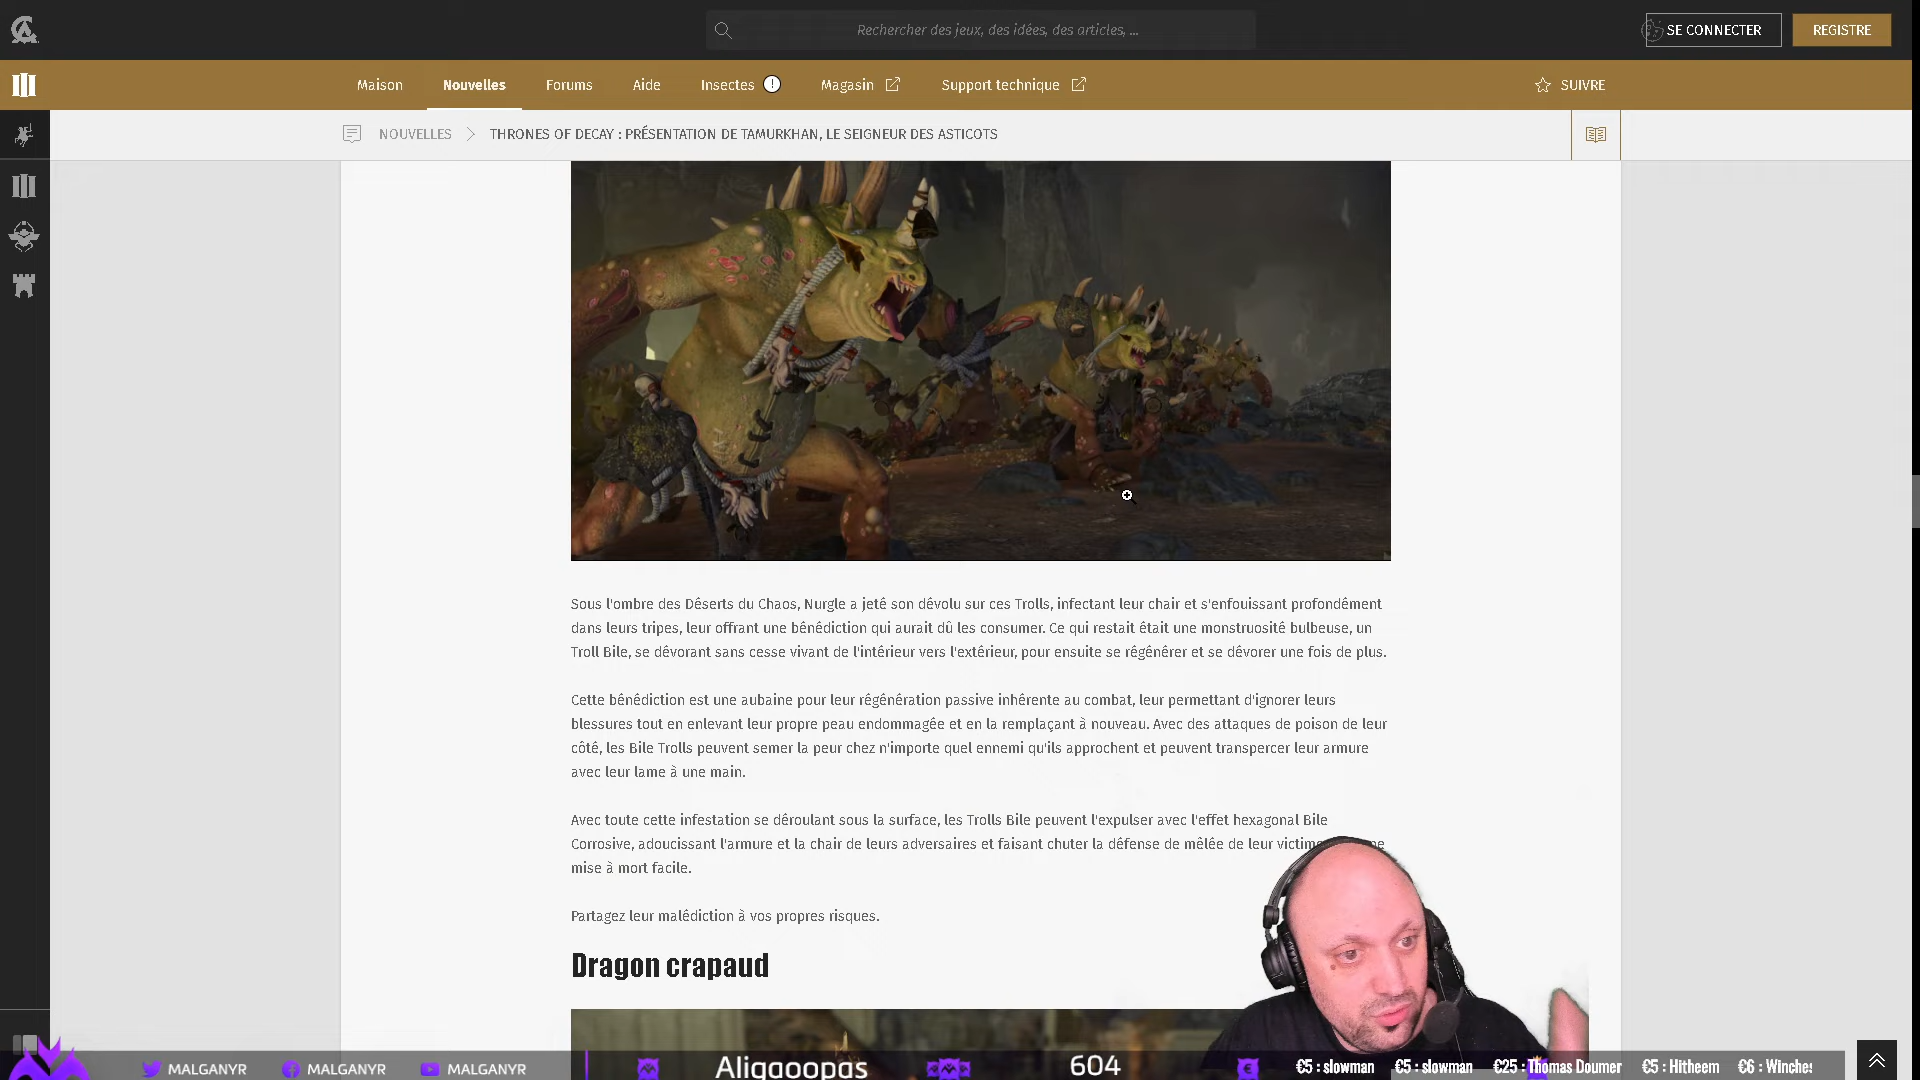 Rechercher des jeux, des idées, des articles, ...
SE CONNECTER
REGISTRE
Maison
Nouvelles
Forums
Aide
Insectes
Magasin
Support technique
SUIVRE
NOUVELLES
THRONES OF DECAY : PRÉSENTATION DE TAMURKHAN, LE SEIGNEUR DES ASTICOTS
Sous l'ombre des Déserts du Chaos, Nurgle a jeté son dévolu sur ces Trolls, infectant leur chair et s'enfouissant profondément
dans leurs tripes, leur offrant une bénédiction qui aurait dû les consumer. Ce qui restait était une monstruosité bulbeuse, un
Troll Bile, se dévorant sans cesse vivant de l'intérieur vers l'extérieur, pour ensuite se régénérer et se dévorer une fois de plus.
Cette bénédiction est une aubaine pour leur régénération passive inhérente au combat, leur permettant d'ignorer leurs
blessures tout en enlevant leur propre peau endommagée et en la remplaçant à nouveau. Avec des attaques de poison de leur
côté, les Bile Trolls peuvent semer la peur chez n'importe quel ennemi qu'ils approchent et peuvent transpercer leur armure
avec leur lame à une main.
Avec toute cette infestation se déroulant sous la surface, les Trolls Bile peuvent l'expulser avec l'effet hexagonal Bile
Corrosive, adoucissant l'armure et la chair de leurs adversaires et faisant chuter la défense de mêlée de leur
mise à mort facile.
Partagez leur malédiction à vos propres risques.
Dragon crapaud
MALGANYR
MALGANYR
MALGANYR
Aligaoopas
604
€5 : slowman
€5 : slowman
€25 : Thomas Doumer
€5 : Hitheem
€6 : Winches